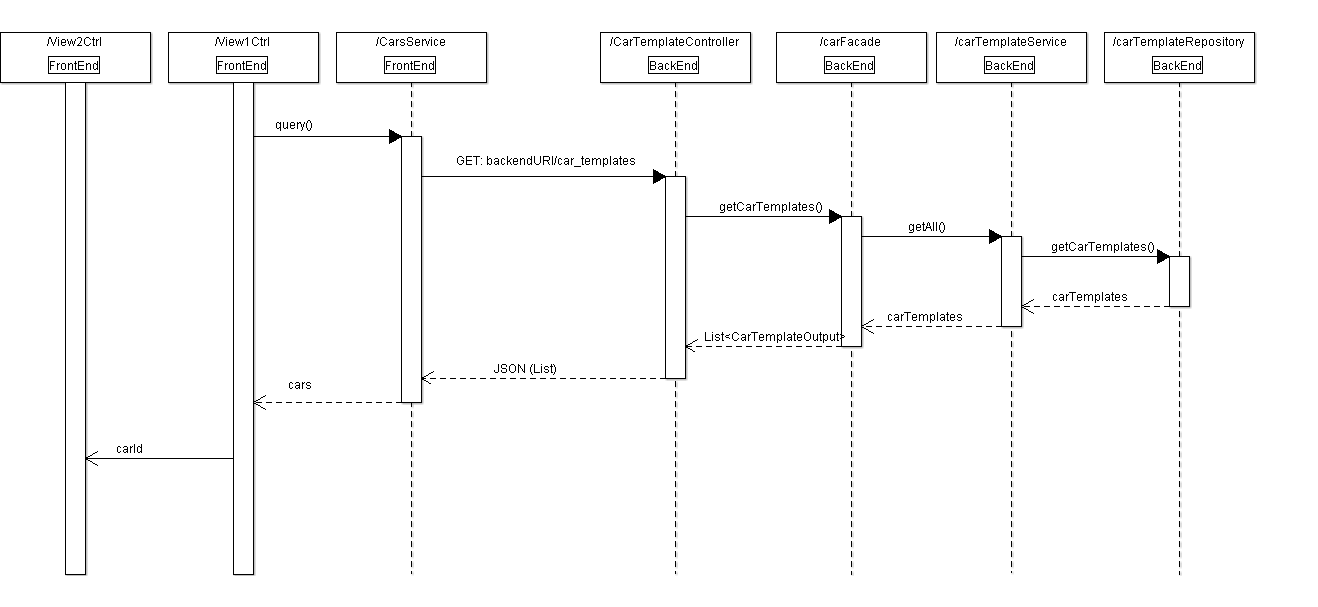 /View2Ctrl /View1Ctrl /CarsService /CarTemplateController /carFacade /carTemplateService /carTemplateRepository
FrontEnd FrontEnd FrontEnd BackEnd BackEnd BackEnd BackEnd
query()
GET: backendURI/car_templates
getCarTemplates()
getAll()
getCarTemplates()
carTemplates
carTemplates
List<CarTemplateOutput>
JSON (List)
cars
carId